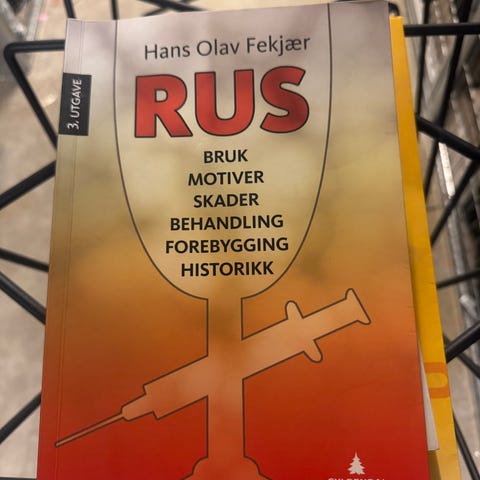 Hans Olav Fekjær
3. UTGAVE
RUS
BRUK
MOTIVER
SKADER
BEHANDLING
FOREBYGGING
HISTORIKK